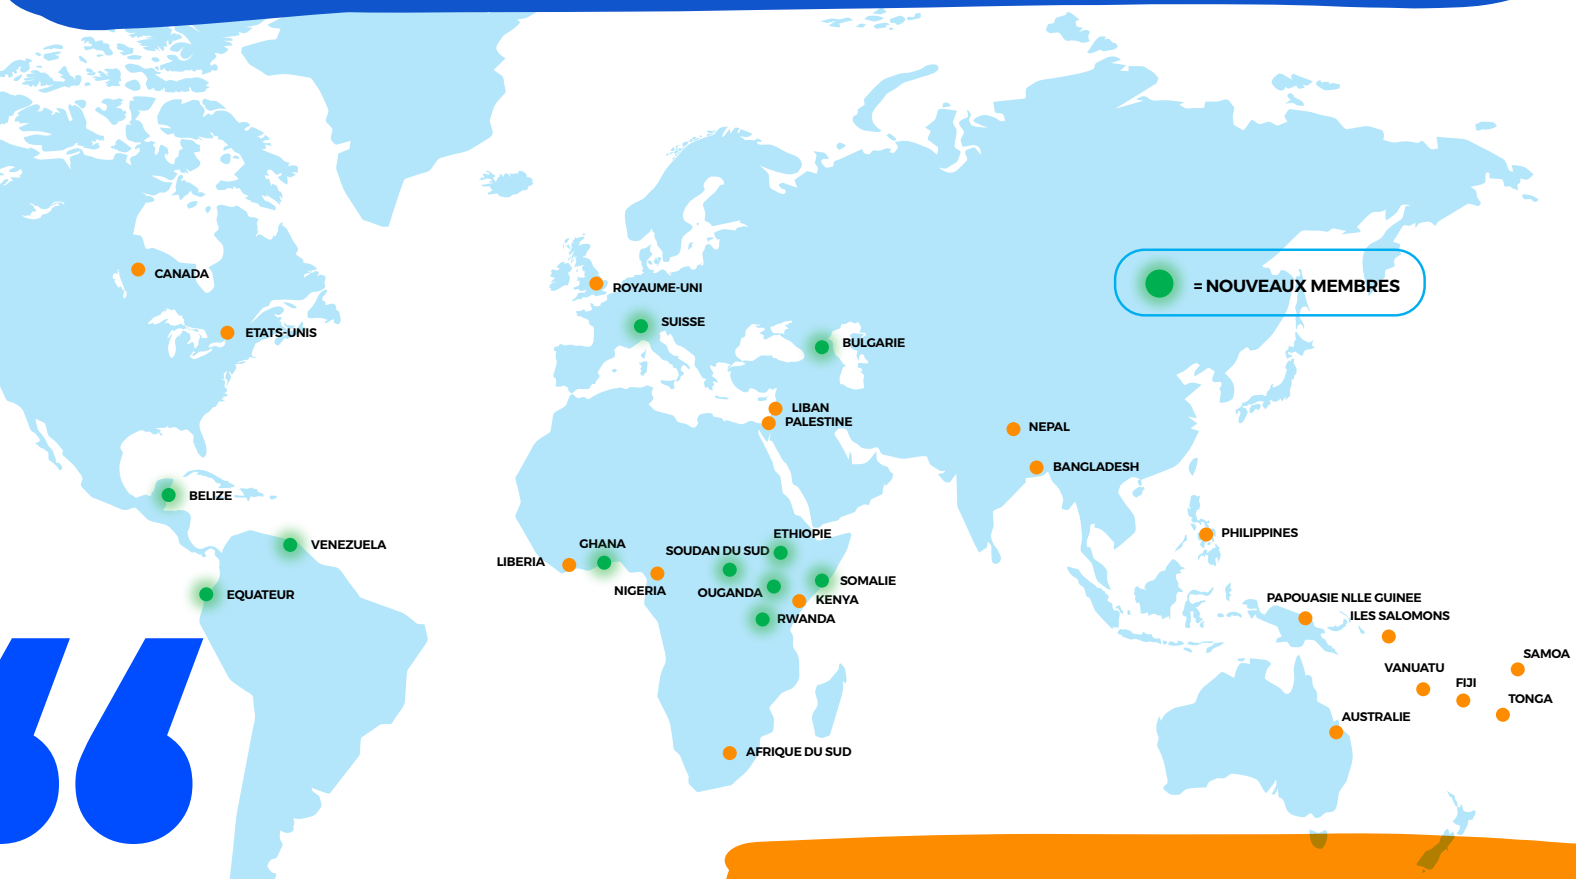 CANADA
ETATS-UNIS
ROYAUME-UNI
SUISSE
BULGARIE
= NOUVEAUX MEMBRES
LIBAN
PALESTINE
NEPAL
BANGLADESH
BELIZE
VENEZUELA
EQUATEUR
LIBERIA
GHANA
NIGERIA
SOUDAN DU SUD
ETHIOPIE
OUGANDA
SOMALIE
KENYA
RWANDA
AFRIQUE DU SUD
PHILIPPINES
PAPOUASIE NLLE GUINEE
ILES SALOMONS
SAMOA
VANUATU
FIJI
TONGA
AUSTRALIE
“